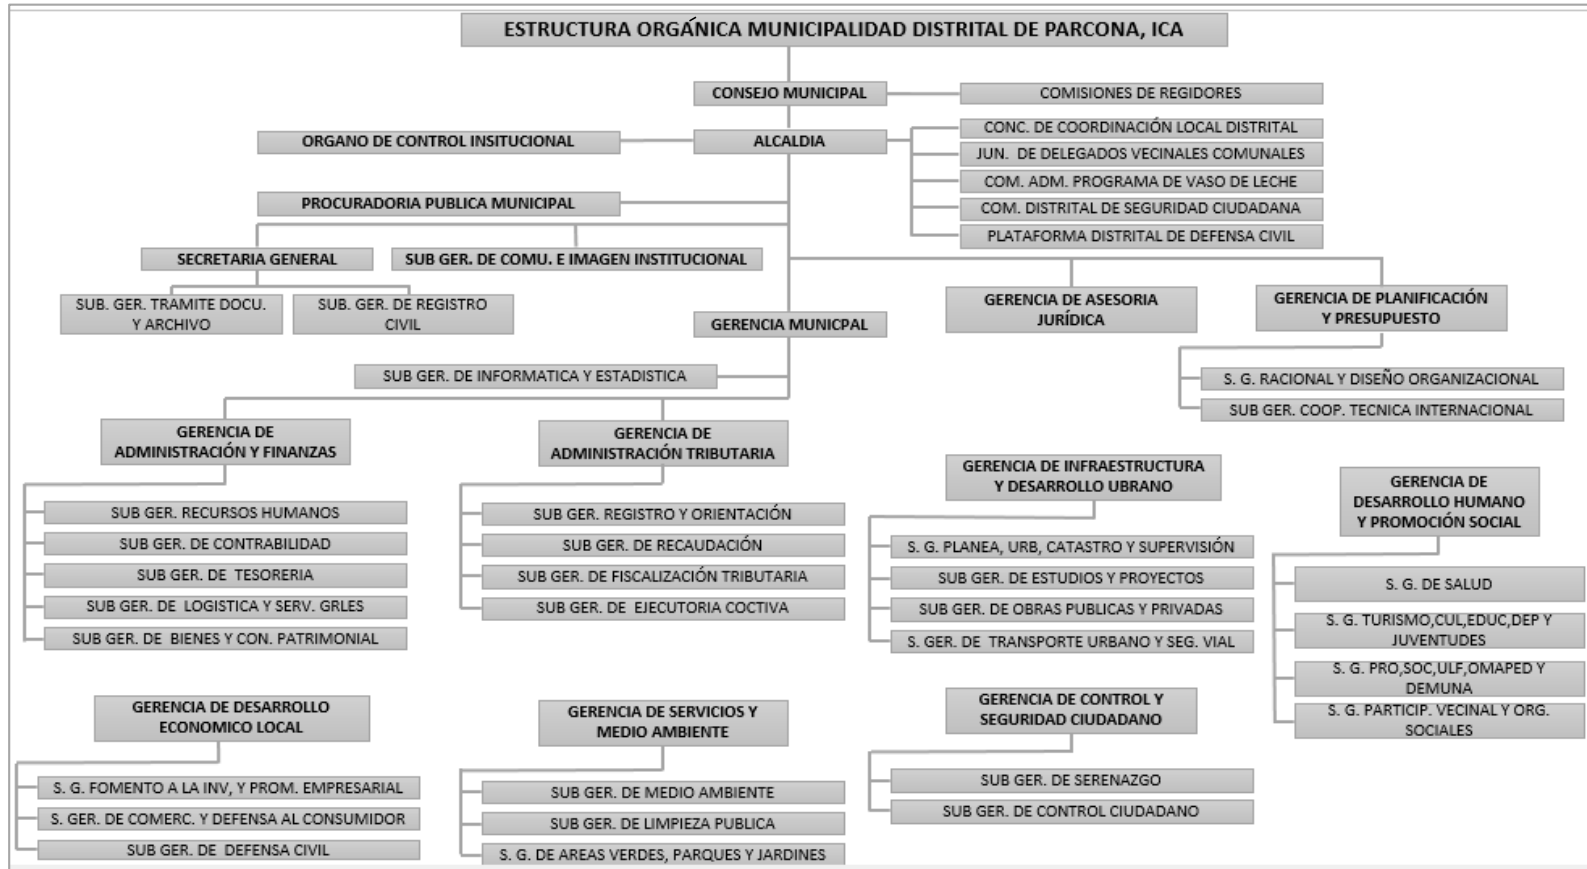 ESTRUCTURA ORGÁNICA MUNICIPALIDAD DISTRITAL DE PARCONA, ICA
CONSEJO MUNICIPAL
COMISIONES DE REGIDORES
ORGANO DE CONTROL INSITUCIONAL
ALCALDIA
CONC. DE COORDINACIÓN LOCAL DISTRITAL
JUN. DE DELEGADOS VECINALES COMUNALES
COM. ADM. PROGRAMA DE VASO DE LECHE
COM. DISTRITAL DE SEGURIDAD CIUDADANA
PLATAFORMA DISTRITAL DE DEFENSA CIVIL
PROCURADORIA PUBLICA MUNICIPAL
SECRETARIA GENERAL
SUB GER. DE COMU. E IMAGEN INSTITUCIONAL
SUB. GER. TRAMITE DOCU.
Y ARCHIVO
SUB. GER. DE REGISTRO
CIVIL
GERENCIA MUNICPAL
GERENCIA DE ASESORIA
JURÍDICA
GERENCIA DE PLANIFICACIÓN
Y PRESUPUESTO
S. G. RACIONAL Y DISEÑO ORGANIZACIONAL
SUB GER. COOP. TECNICA INTERNACIONAL
SUB GER. DE INFORMATICA Y ESTADISTICA
GERENCIA DE
ADMINISTRACIÓN Y FINANZAS
SUB GER. RECURSOS HUMANOS
SUB GER. DE CONTRABILIDAD
SUB GER. DE TESORERIA
SUB GER. DE LOGISTICA Y SERV. GRLES
SUB GER. DE BIENES Y CON. PATRIMONIAL
GERENCIA DE
ADMINISTRACIÓN TRIBUTARIA
SUB GER. REGISTRO Y ORIENTACIÓN
SUB GER. DE RECAUDACIÓN
SUB GER. DE FISCALIZACIÓN TRIBUTARIA
SUB GER. DE EJECUTORIA COCTIVA
GERENCIA DE INFRAESTRUCTURA
Y DESARROLLO UBRANO
S. G. PLANEA, URB, CATASTRO Y SUPERVISIÓN
SUB GER. DE ESTUDIOS Y PROYECTOS
SUB GER. DE OBRAS PUBLICAS Y PRIVADAS
S. GER. DE TRANSPORTE URBANO Y SEG. VIAL
GERENCIA DE
DESARROLLO HUMANO
Y PROMOCIÓN SOCIAL
S. G. DE SALUD
S. G. TURISMO,CUL,EDUC,DEP Y
JUVENTUDES
S. G. PRO,SOC,ULF,OMAPED Y
DEMUNA
S. G. PARTICIP. VECINAL Y ORG.
SOCIALES
GERENCIA DE DESARROLLO
ECONOMICO LOCAL
S. G. FOMENTO A LA INV, Y PROM. EMPRESARIAL
S. GER. DE COMERC. Y DEFENSA AL CONSUMIDOR
SUB GER. DE DEFENSA CIVIL
GERENCIA DE SERVICIOS Y
MEDIO AMBIENTE
SUB GER. DE MEDIO AMBIENTE
SUB GER. DE LIMPIEZA PUBLICA
S. G. DE AREAS VERDES, PARQUES Y JARDINES
GERENCIA DE CONTROL Y
SEGURIDAD CIUDADANO
SUB GER. DE SERENAZGO
SUB GER. DE CONTROL CIUDADANO